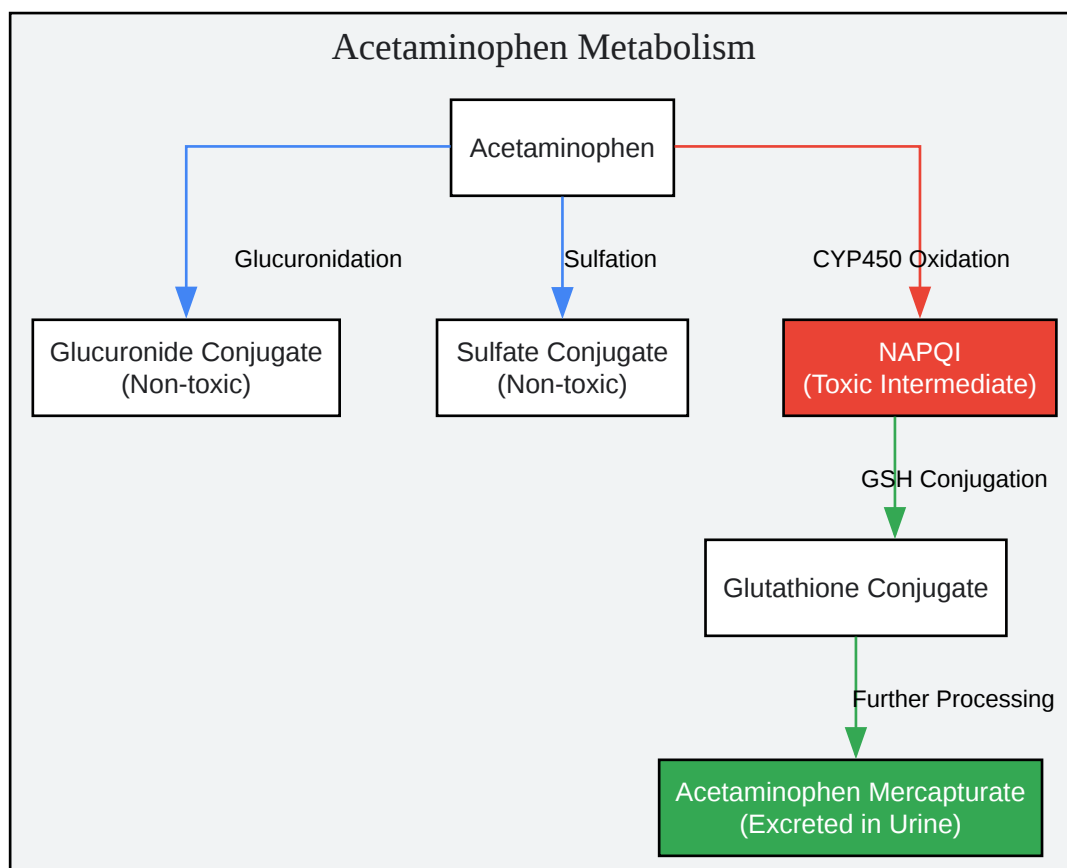 Acetaminophen Metabolism
Acetaminophen
Glucuronidation
Sulfation
CYP450 Oxidation
Glucuronide Conjugate
(Non-toxic)
Sulfate Conjugate
(Non-toxic)
NAPQI
(Toxic Intermediate)
GSH Conjugation
Glutathione Conjugate
Further Processing
Acetaminophen Mercapturate
(Excreted in Urine)